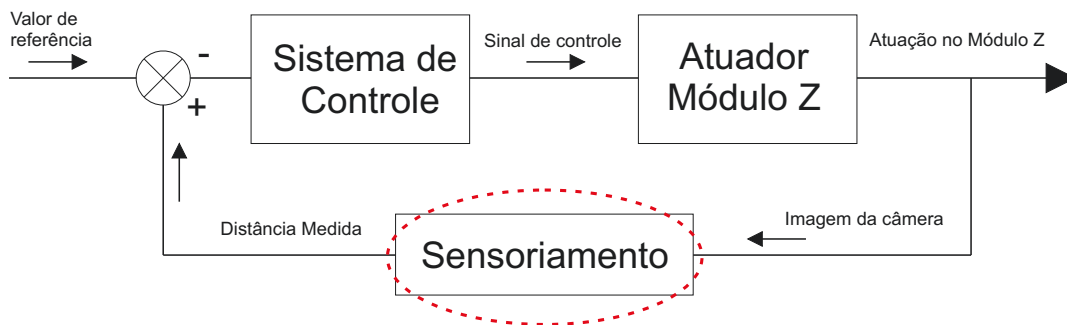 Valor de
referência
-
+
Sistema de
Controle
Sinal de controle
Atuador
Módulo Z
Atuação no Módulo Z
Distância Medida
Sensoriamento
Imagem da câmera